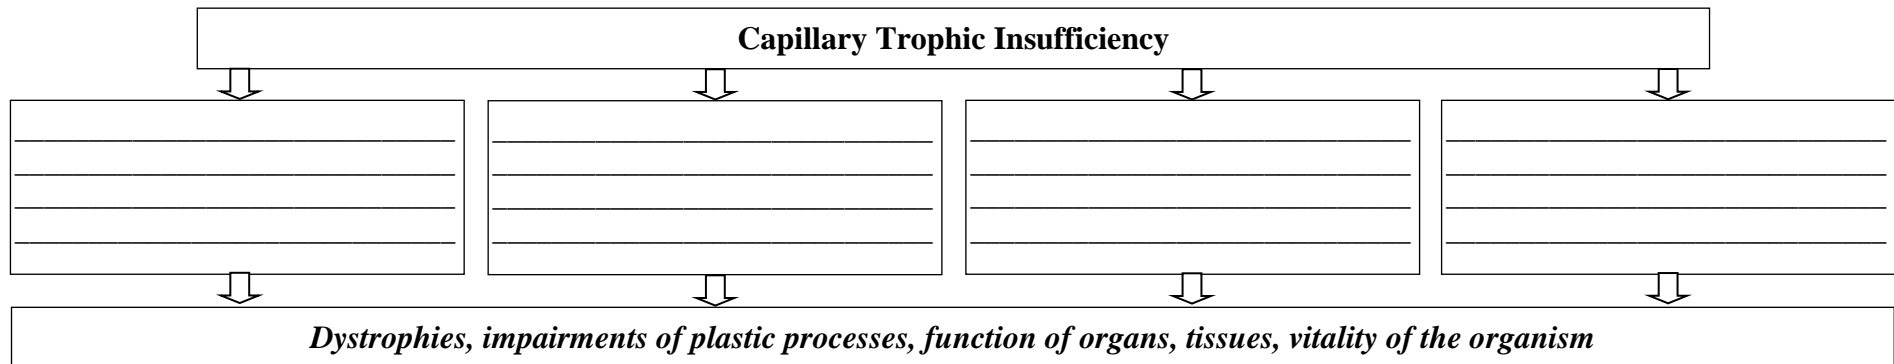 Capillary Trophic Insufficiency
Dystrophies, impairments of plastic processes, function of organs, tissues, vitality of the organism